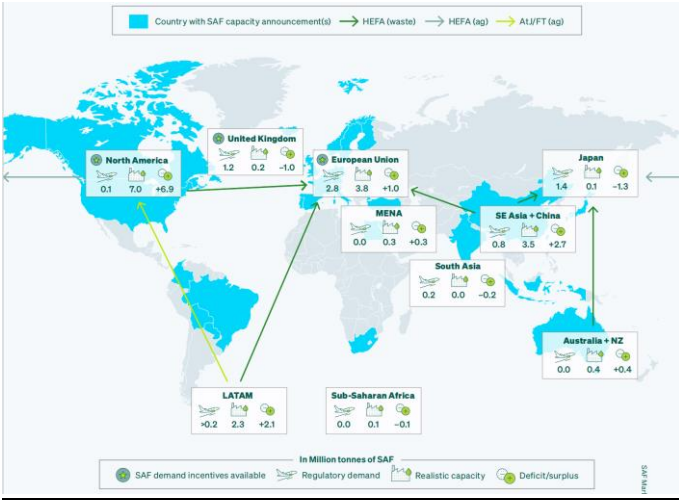 Country with SAF capacity announcement(s) HEFA (waste) HEFA (ag) AtJ/FT (ag)
United Kingdom
1.2 0.2 −1.0
North America
0.1 7.0 +6.9
European Union
2.8 3.8 +1.0
Japan
1.4 0.1 −1.3
MENA
0.0 0.3 +0.3
SE Asia + China
0.8 3.5 +2.7
South Asia
0.2 0.0 −0.2
Australia + NZ
0.0 0.4 +0.4
LATAM
>0.2 2.3 +2.1
Sub-Saharan Africa
0.0 0.1 −0.1
In Million tonnes of SAF
SAF demand incentives available Regulatory demand Realistic capacity Deficit/surplus